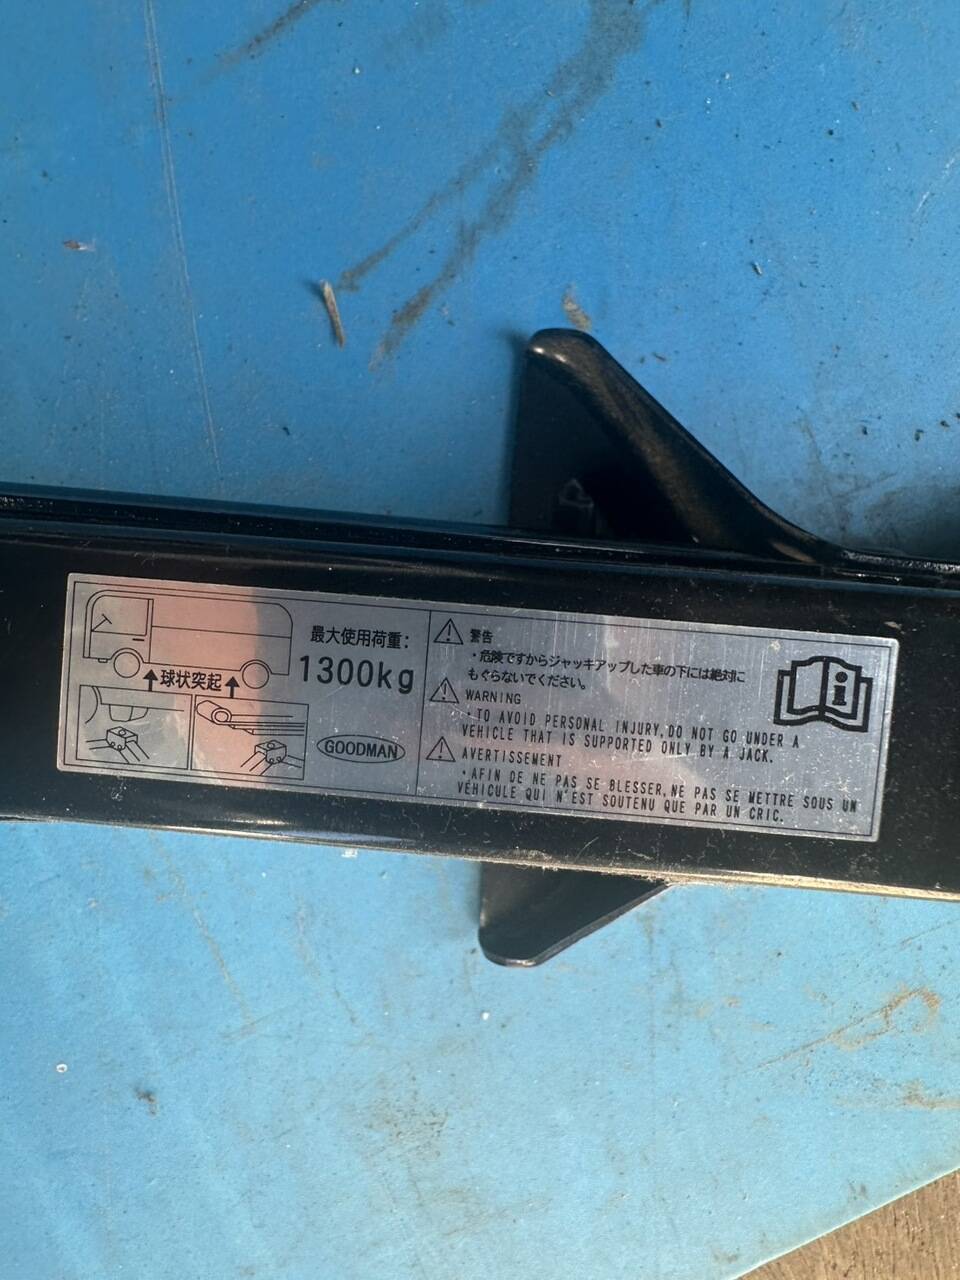 最大使用荷重:
1300kg
球状突起
GOODMAN
警告
・危険ですからジャッキアップした車の下には絶対に
もぐらないでください。
WARNING
・TO AVOID PERSONAL INJURY, DO NOT GO UNDER A
VEHICLE THAT IS SUPPORTED ONLY BY A JACK.
AVERTISSEMENT
・AFIN DE NE PAS SE BLESSER, NE PAS SE METTRE SOUS UN
VÉHICULE QUI N'EST SOUTENU QUE PAR UN CRIC.